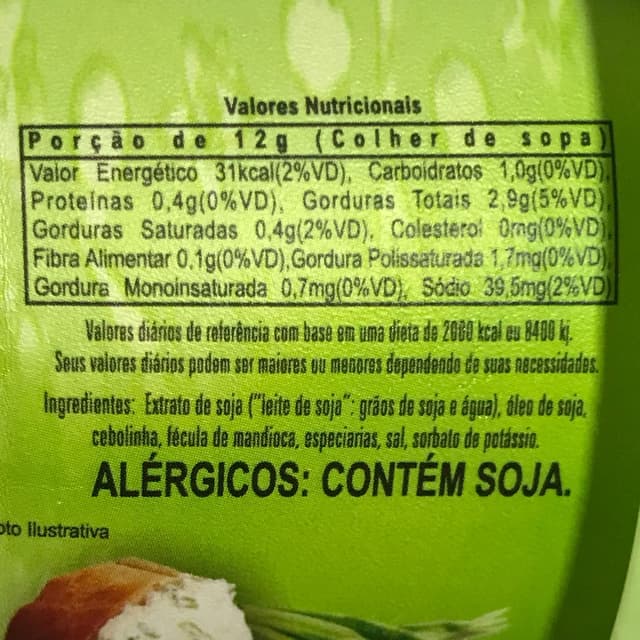 Valores Nutricionais
Porção de 12g (Colher de sopa)
Valor Energético 31kcal(2%VD), Carboidratos 1,0g(0%VD),
Proteínas 0,4g(0%VD), Gorduras Totais 2,9g(5%VD),
Gorduras Saturadas 0,4g(2%VD), Colesterol 0mg(0%VD),
Fibra Alimentar 0,1g(0%VD),Gordura Polissaturada 1,7mg(0%VD),
Gordura Monoinsaturada 0,7mg(0%VD), Sódio 39,5mg(2%VD)
Valores diários de referência com base em uma dieta de 2000 kcal ou 8400 kj.
Seus valores diários podem ser maiores ou menores dependendo de suas necessidades.
Ingredientes: Extrato de soja ("leite de soja": grãos de soja e água), óleo de soja,
cebolinha, fécula de mandioca, especiarias, sal, sorbato de potássio.
ALÉRGICOS: CONTÉM SOJA.
oto Ilustrativa